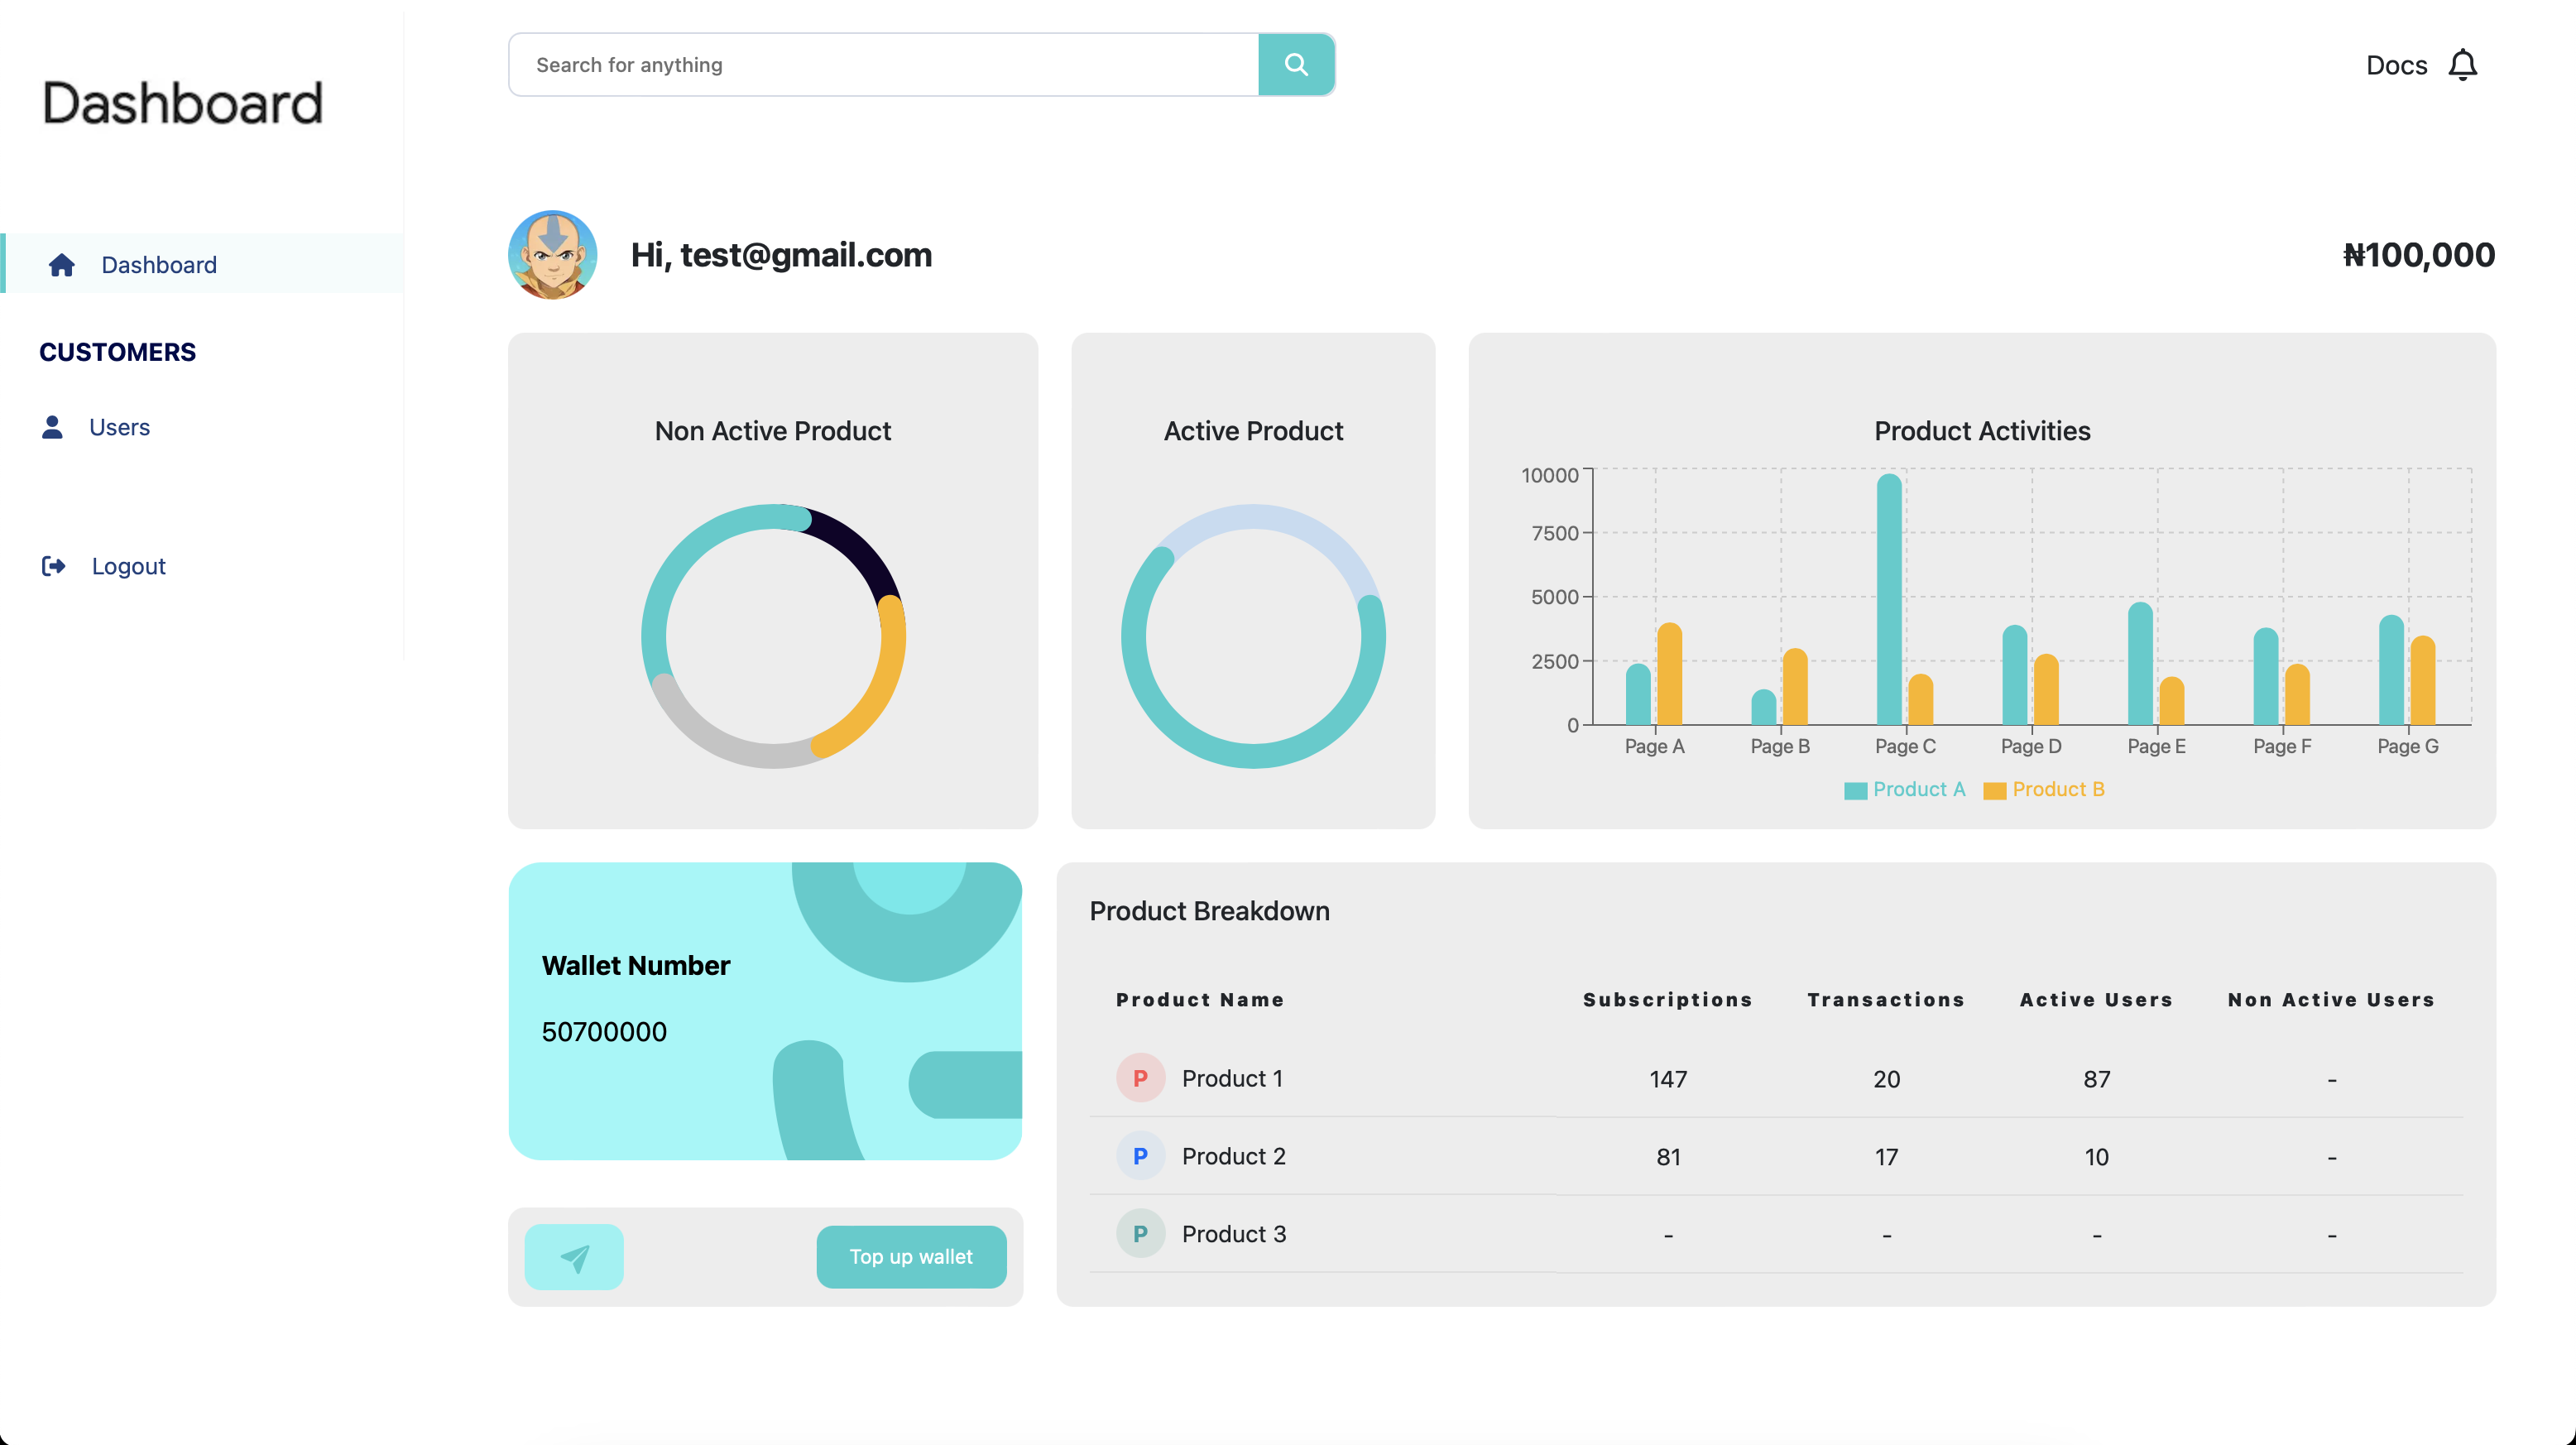 Dashboard
Search for anything
Docs
Dashboard
CUSTOMERS
Users
Logout
Hi, test@gmail.com
₦100,000
Non Active Product
Active Product
Product Activities
10000
7500
5000
2500
0
Page A Page B Page C Page D Page E Page F Page G
Product A Product B
Wallet Number
50700000
Top up wallet
Product Breakdown
Product Name Subscriptions Transactions Active Users Non Active Users
P Product 1 147 20 87 -
P Product 2 81 17 10 -
P Product 3 - - - -